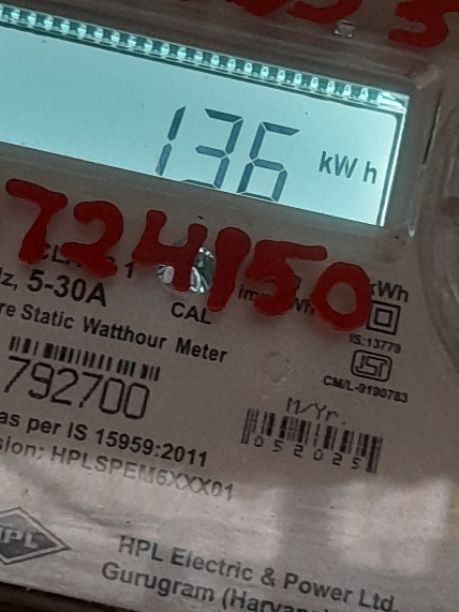 136 kWh
724150
kWh
Hz, 5-30A
CAL
IS:13779
re Static Watthour Meter
CM/L-9190783
792700
M/Yr.
052025
as per IS 15959:2011
sion: HPLSPEM6XXX01
HPL
HPL Electric & Power Ltd
Gurugram (Haryan